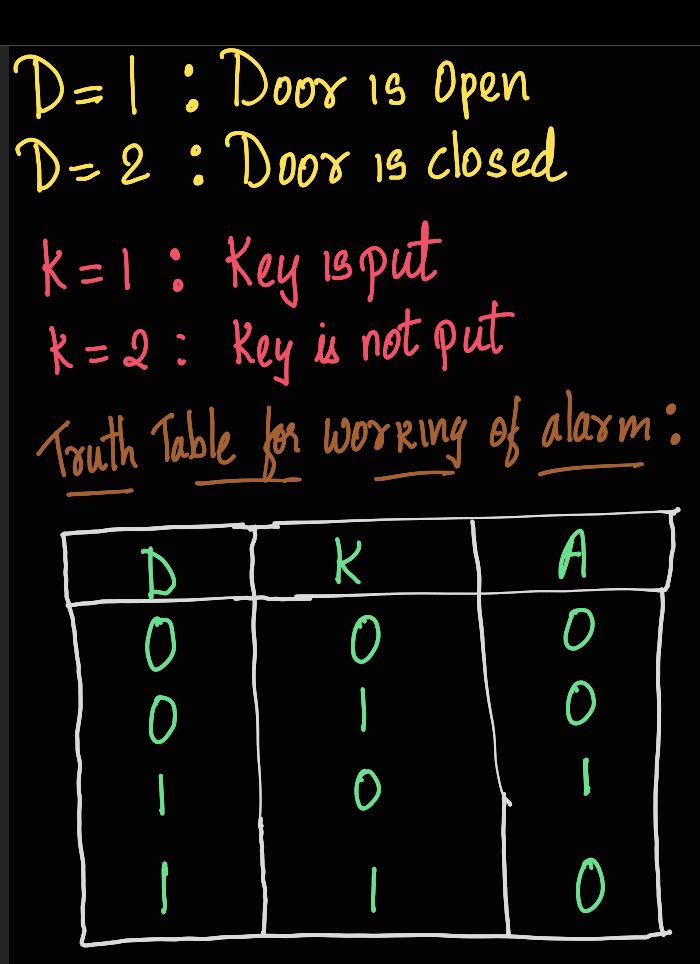 D=1 : Door is Open
D=2 : Door is closed
K=1 : Key is put
K=2 : Key is not put
Truth Table for working of alarm :
D K A
0 0 0
0 1 0
1 0 1
1 1 0